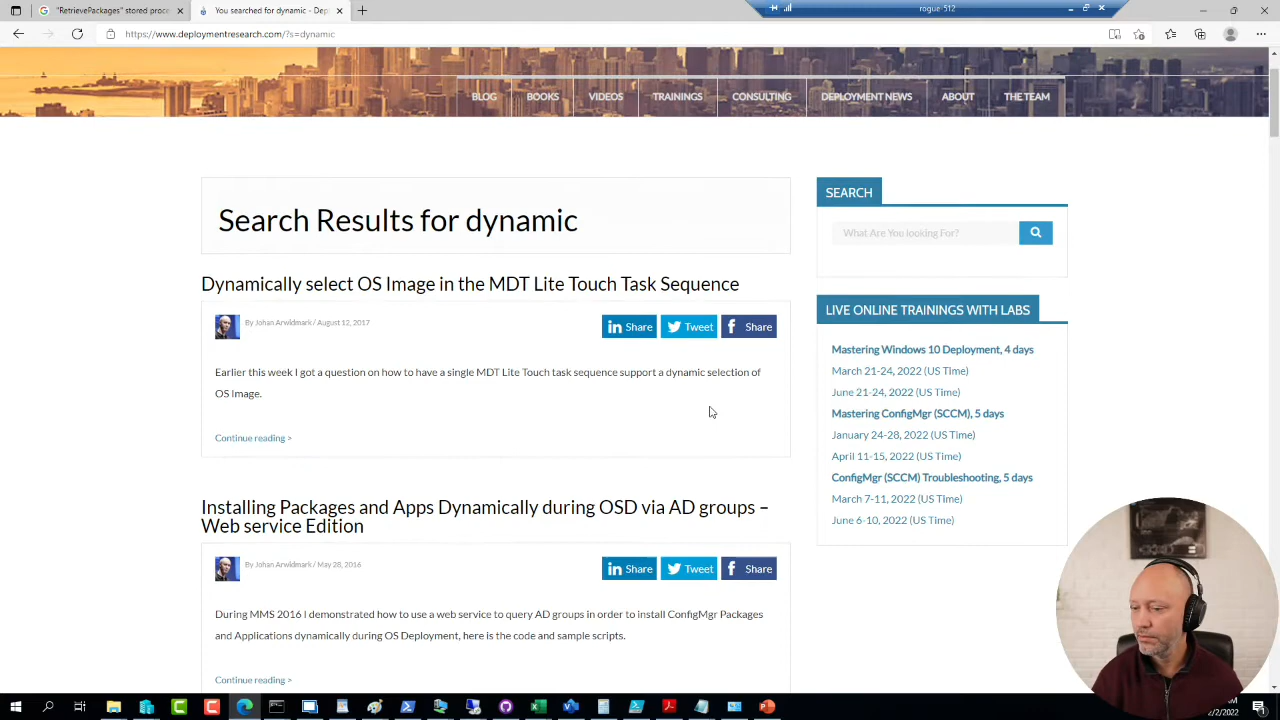 "storedriver" "task-proce
You searched for dynamic - Dep
rogue-512
https://www.deploymentresearch.com/?s=dynamic
BLOG BOOKS VIDEOS TRAININGS CONSULTING DEPLOYMENT NEWS ABOUT THE TEAM
Search Results for dynamic
Dynamically select OS Image in the MDT Lite Touch Task Sequence
By Johan Arwidmark / August 12, 2017
Share Tweet Share
Earlier this week I got a question on how to have a single MDT Lite Touch task sequence support a dynamic selection of
OS Image.
Continue reading >
Installing Packages and Apps Dynamically during OSD via AD groups –
Web service Edition
By Johan Arwidmark / May 28, 2016
Share Tweet Share
During MMS 2016 I demonstrated how to use a web service to query AD groups in order to install ConfigMgr Packages
and Applications dynamically during OS Deployment, here is the code and sample scripts.
Continue reading >
SEARCH
What Are You looking For?
LIVE ONLINE TRAININGS WITH LABS
Mastering Windows 10 Deployment, 4 days
March 21-24, 2022 (US Time)
June 21-24, 2022 (US Time)
Mastering ConfigMgr (SCCM), 5 days
January 24-28, 2022 (US Time)
April 11-15, 2022 (US Time)
ConfigMgr (SCCM) Troubleshooting, 5 days
March 7-11, 2022 (US Time)
June 6-10, 2022 (US Time)
2/2/2022